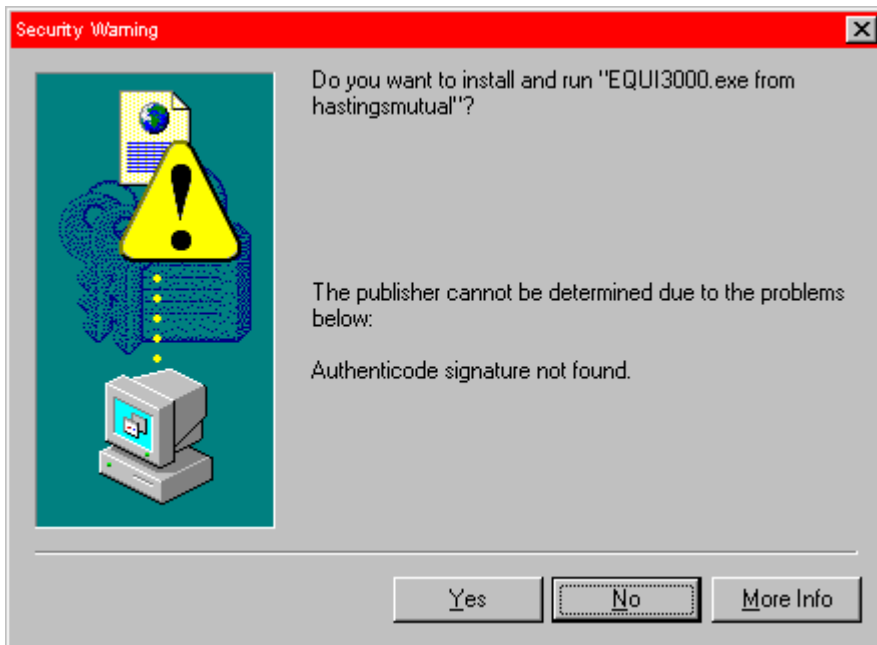 Security Warning
Do you want to install and run "EQUI3000.exe from
hastingsmutual"?
The publisher cannot be determined due to the problems
below:
Authenticode signature not found.
Yes
No
More Info